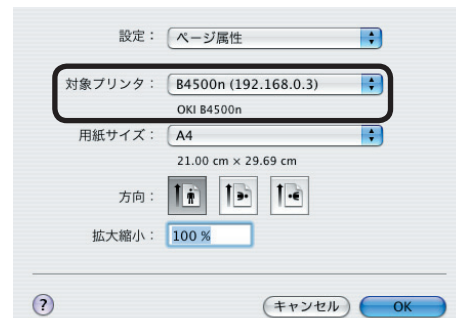 設定： ページ属性
対象プリンタ： B4500n (192.168.0.3)
OKI B4500n
用紙サイズ： A4
21.00 cm × 29.69 cm
方向：
拡大縮小： 100 %
? キャンセル OK